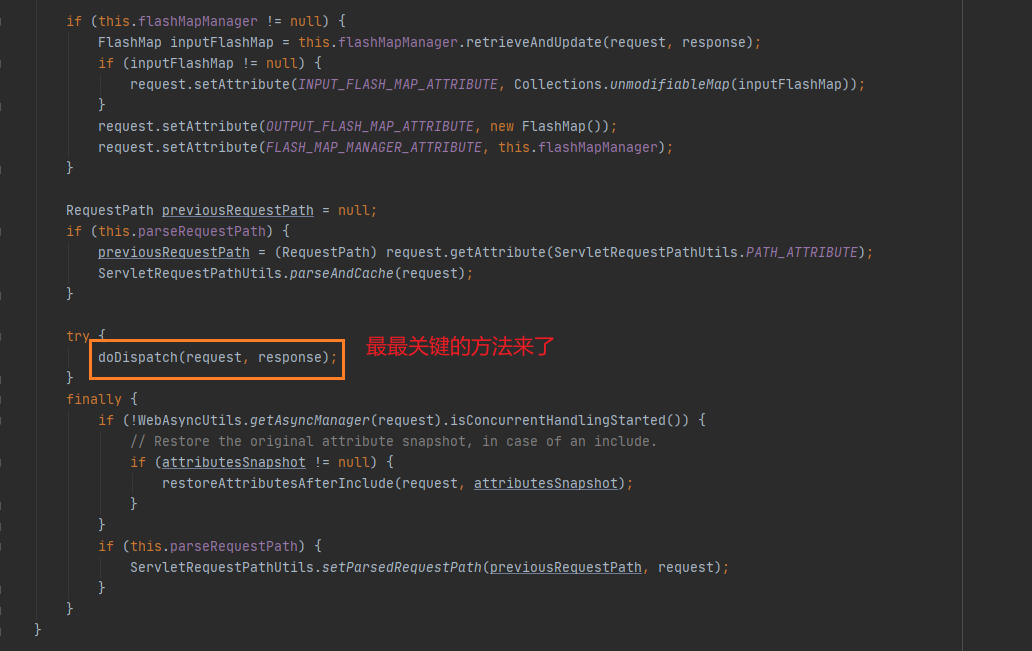 if (this.flashMapManager != null) {
FlashMap inputFlashMap = this.flashMapManager.retrieveAndUpdate(request, response);
if (inputFlashMap != null) {
request.setAttribute(INPUT_FLASH_MAP_ATTRIBUTE, Collections.unmodifiableMap(inputFlashMap));
}
request.setAttribute(OUTPUT_FLASH_MAP_ATTRIBUTE, new FlashMap());
request.setAttribute(FLASH_MAP_MANAGER_ATTRIBUTE, this.flashMapManager);
}
RequestPath previousRequestPath = null;
if (this.parseRequestPath) {
previousRequestPath = (RequestPath) request.getAttribute(ServletRequestPathUtils.PATH_ATTRIBUTE);
ServletRequestPathUtils.parseAndCache(request);
}
try {
doDispatch(request, response);
最最关键的方法来了
}
finally {
if (!WebAsyncUtils.getAsyncManager(request).isConcurrentHandlingStarted()) {
// Restore the original attribute snapshot, in case of an include.
if (attributesSnapshot != null) {
restoreAttributesAfterInclude(request, attributesSnapshot);
}
}
if (this.parseRequestPath) {
ServletRequestPathUtils.setParsedRequestPath(previousRequestPath, request);
}
}
}